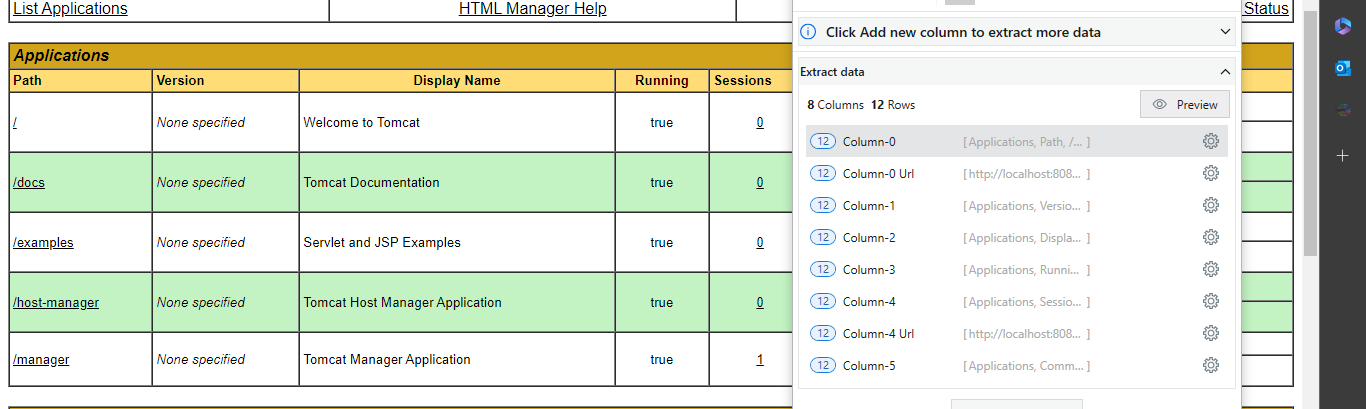 List Applications
HTML Manager Help
Status
Applications
Path Version Display Name Running Sessions
/ None specified Welcome to Tomcat true 0
/docs None specified Tomcat Documentation true 0
/examples None specified Servlet and JSP Examples true 0
/host-manager None specified Tomcat Host Manager Application true 0
/manager None specified Tomcat Manager Application true 1
Click Add new column to extract more data
Extract data
8 Columns 12 Rows
Preview
12 Column-0 [ Applications, Path, /... ]
12 Column-0 Url [ http://localhost:808... ]
12 Column-1 [ Applications, Versio... ]
12 Column-2 [ Applications, Displa... ]
12 Column-3 [ Applications, Runni... ]
12 Column-4 [ Applications, Sessio... ]
12 Column-4 Url [ http://localhost:808... ]
12 Column-5 [ Applications, Comm... ]